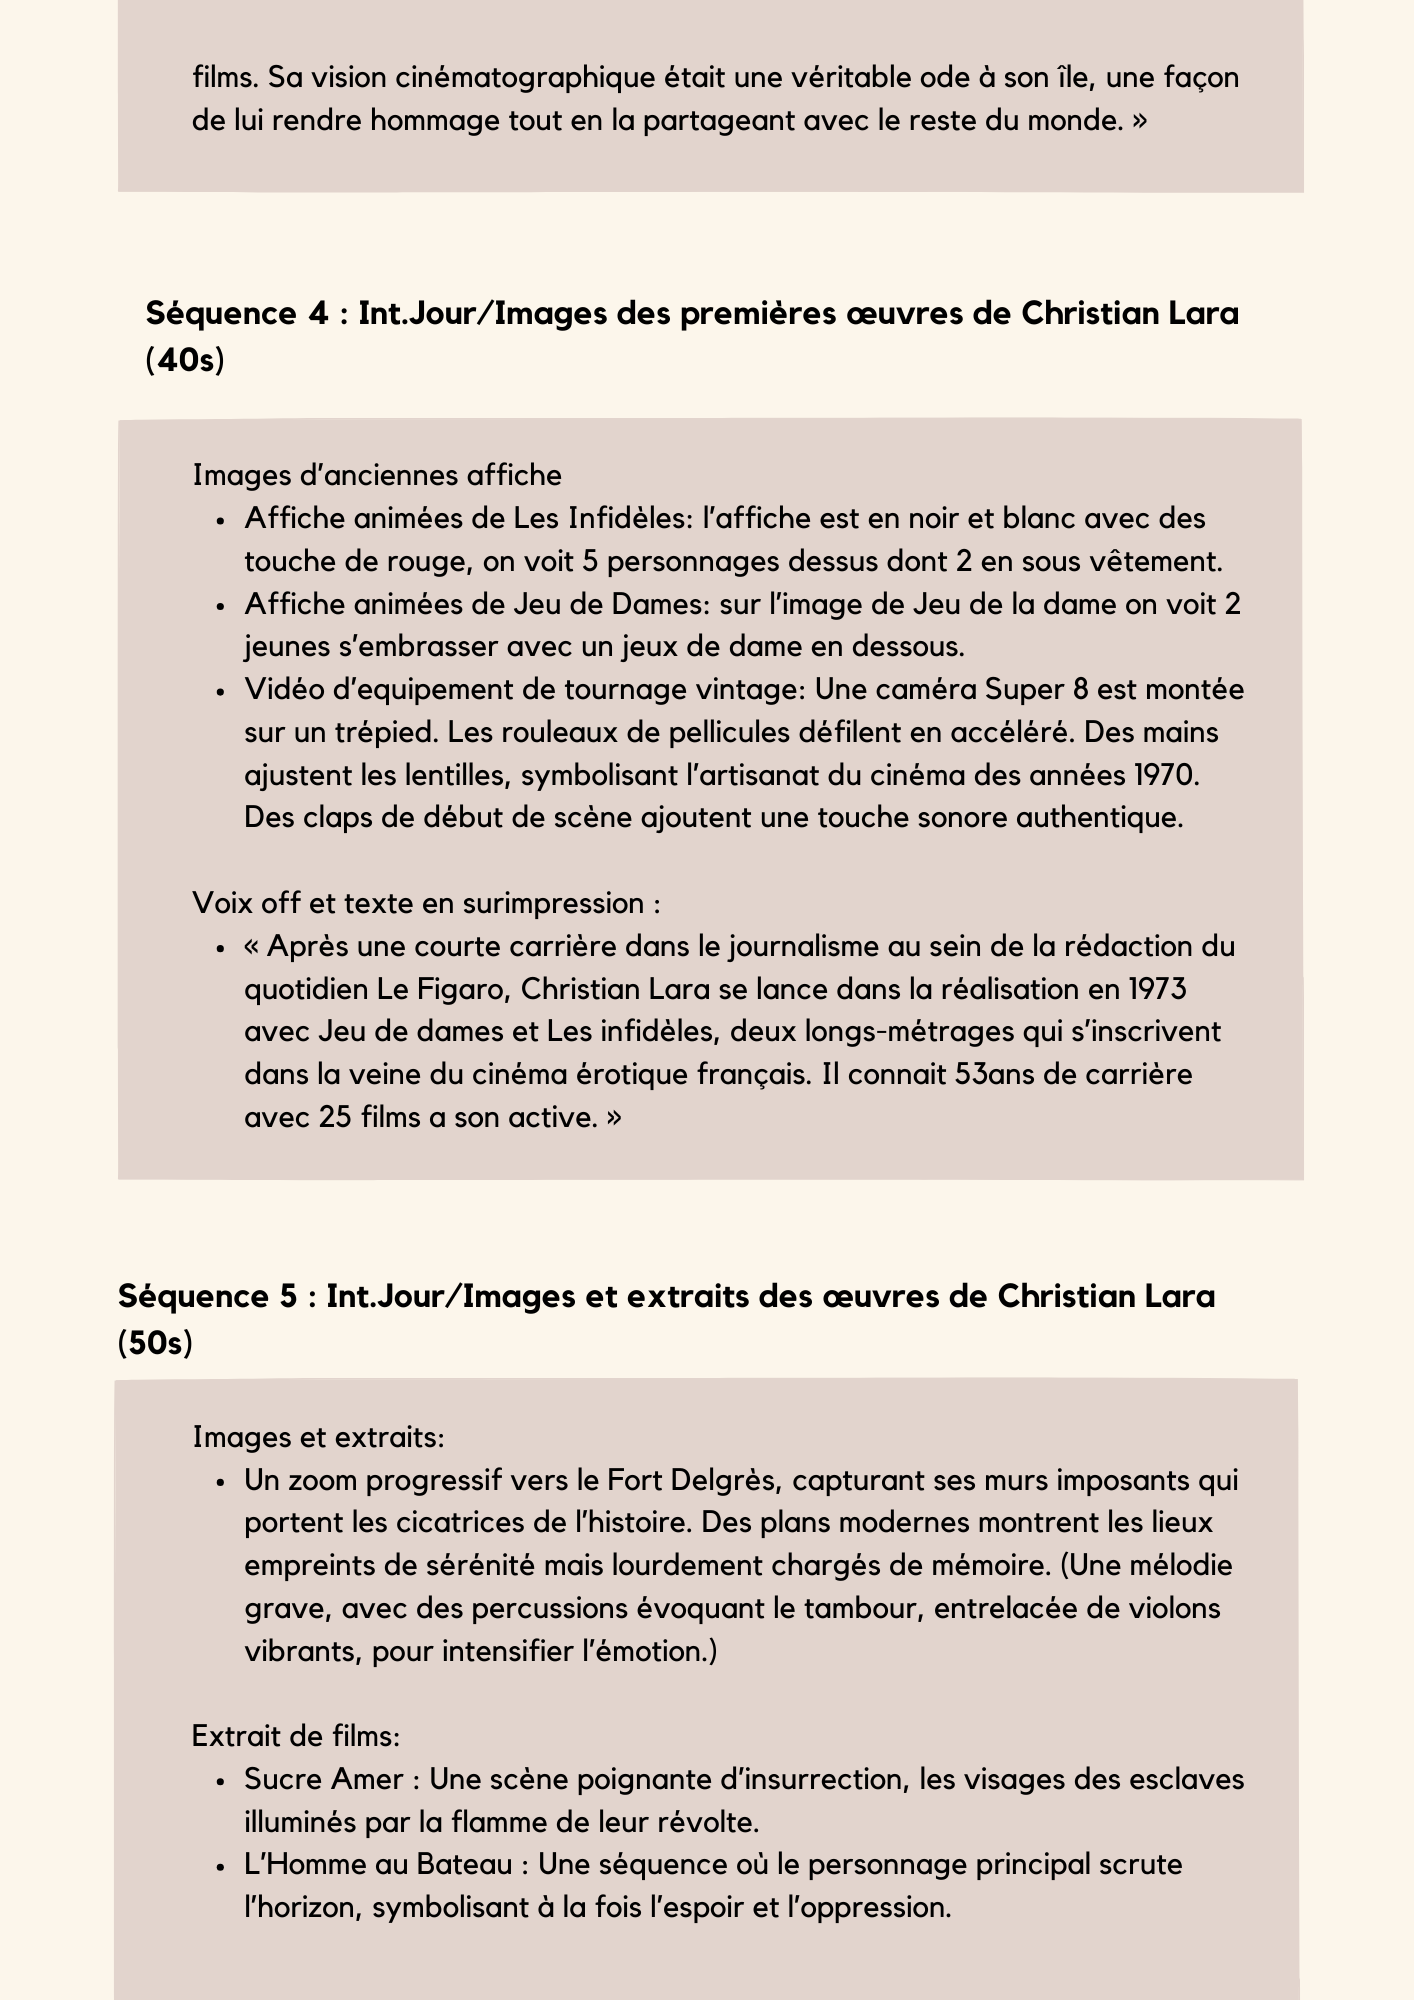 films. Sa vision cinématographique était une véritable ode à son île, une façon
de lui rendre hommage tout en la partageant avec le reste du monde. »
Séquence 4 : Int.Jour/Images des premières œuvres de Christian Lara
(40s)
Images d’anciennes affiche
• Affiche animées de Les Infidèles: l’affiche est en noir et blanc avec des
touche de rouge, on voit 5 personnages dessus dont 2 en sous vêtement.
• Affiche animées de Jeu de Dames: sur l’image de Jeu de la dame on voit 2
jeunes s’embrasser avec un jeux de dame en dessous.
• Vidéo d’equipement de tournage vintage: Une caméra Super 8 est montée
sur un trépied. Les rouleaux de pellicules défilent en accéléré. Des mains
ajustent les lentilles, symbolisant l’artisanat du cinéma des années 1970.
Des claps de début de scène ajoutent une touche sonore authentique.
Voix off et texte en surimpression :
• « Après une courte carrière dans le journalisme au sein de la rédaction du
quotidien Le Figaro, Christian Lara se lance dans la réalisation en 1973
avec Jeu de dames et Les infidèles, deux longs-métrages qui s’inscrivent
dans la veine du cinéma érotique français. Il connait 53ans de carrière
avec 25 films a son active. »
Séquence 5 : Int.Jour/Images et extraits des œuvres de Christian Lara
(50s)
Images et extraits:
• Un zoom progressif vers le Fort Delgrès, capturant ses murs imposants qui
portent les cicatrices de l’histoire. Des plans modernes montrent les lieux
empreints de sérénité mais lourdement chargés de mémoire. (Une mélodie
grave, avec des percussions évoquant le tambour, entrelacée de violons
vibrants, pour intensifier l’émotion.)
Extrait de films:
• Sucre Amer : Une scène poignante d’insurrection, les visages des esclaves
illuminés par la flamme de leur révolte.
• L’Homme au Bateau : Une séquence où le personnage principal scrute
l’horizon, symbolisant à la fois l’espoir et l’oppression.